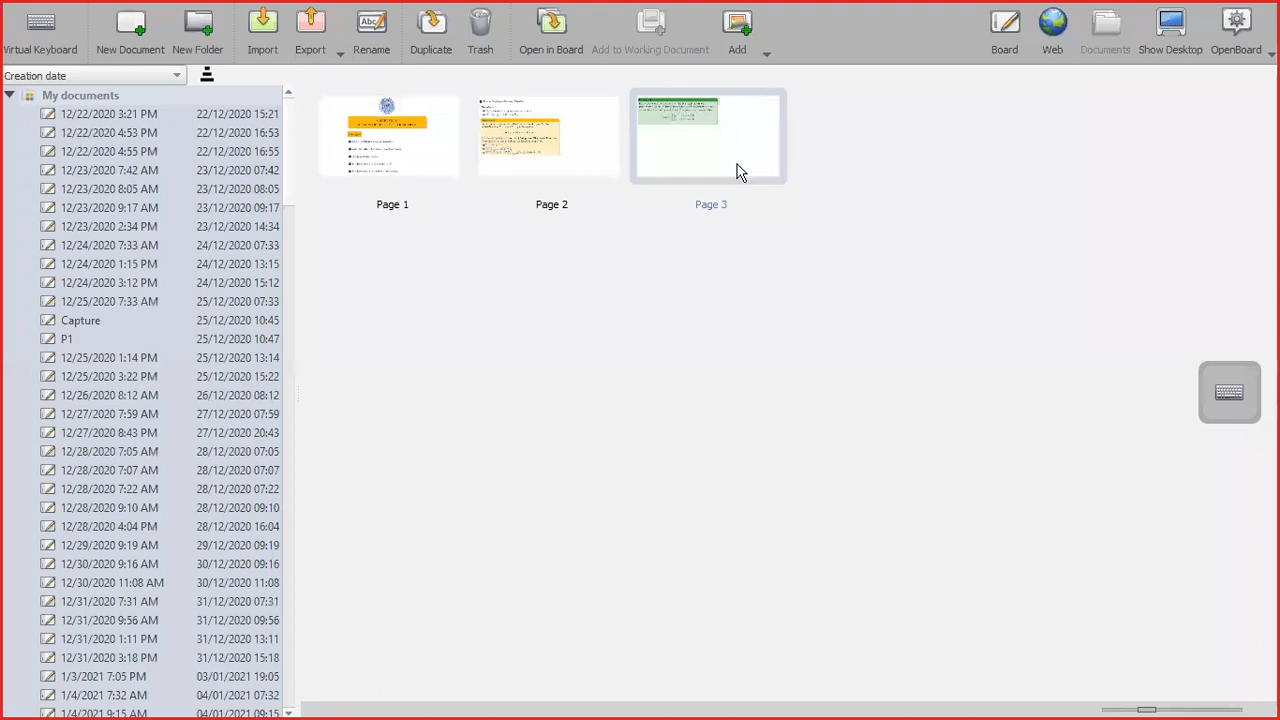 Virtual Keyboard New Document New Folder Import Export Rename Duplicate Trash Open in Board Add to Working Document Add Board Web Documents Show Desktop OpenBoard
Creation date
My documents
12/22/2020 3:21 PM 22/12/2020 15:21
12/22/2020 4:53 PM 22/12/2020 15:53
12/22/2020 4:55 PM 22/12/2020 15:55
12/23/2020 7:42 AM 23/12/2020 07:42
12/23/2020 8:05 AM 23/12/2020 08:05
12/23/2020 9:17 AM 23/12/2020 09:17
12/23/2020 2:34 PM 23/12/2020 14:34
12/24/2020 7:33 AM 24/12/2020 07:33
12/24/2020 1:15 PM 24/12/2020 13:15
12/24/2020 3:12 PM 24/12/2020 15:12
12/25/2020 7:33 AM 25/12/2020 07:33
Capture 25/12/2020 10:45
P1 25/12/2020 10:47
12/25/2020 1:14 PM 25/12/2020 13:14
12/25/2020 3:22 PM 25/12/2020 15:22
12/26/2020 8:12 AM 26/12/2020 08:12
12/27/2020 7:59 AM 27/12/2020 07:59
12/27/2020 8:43 PM 27/12/2020 20:43
12/28/2020 7:05 AM 28/12/2020 07:05
12/28/2020 7:07 AM 28/12/2020 07:07
12/28/2020 7:22 AM 28/12/2020 07:22
12/28/2020 9:10 AM 28/12/2020 09:10
12/28/2020 4:04 PM 28/12/2020 16:04
12/29/2020 9:19 AM 29/12/2020 09:19
12/30/2020 9:16 AM 30/12/2020 09:16
12/30/2020 11:08 AM 30/12/2020 11:08
12/31/2020 7:31 AM 31/12/2020 07:31
12/31/2020 9:56 AM 31/12/2020 09:56
12/31/2020 1:11 PM 31/12/2020 13:11
12/31/2020 3:18 PM 31/12/2020 15:18
1/3/2021 7:05 PM 03/01/2021 19:05
1/4/2021 7:32 AM 04/01/2021 07:32
1/4/2021 9:15 AM 04/01/2021 09:15
Page 1 Page 2 Page 3